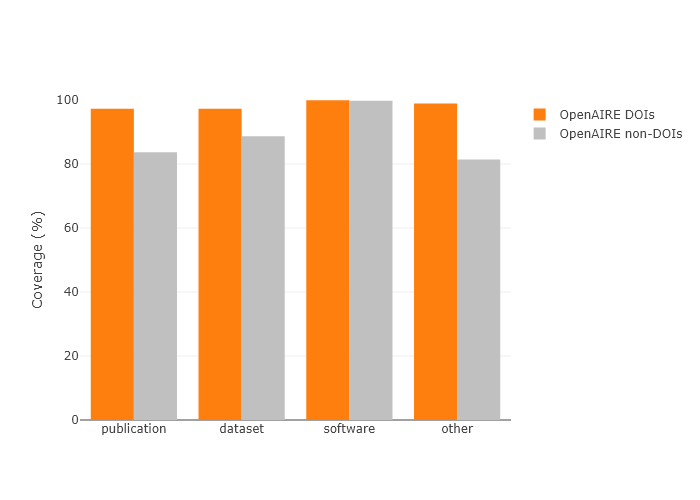 100
80
60
40
20
0
Coverage (%)
publication
dataset
software
other
OpenAIRE DOIs
OpenAIRE non-DOIs